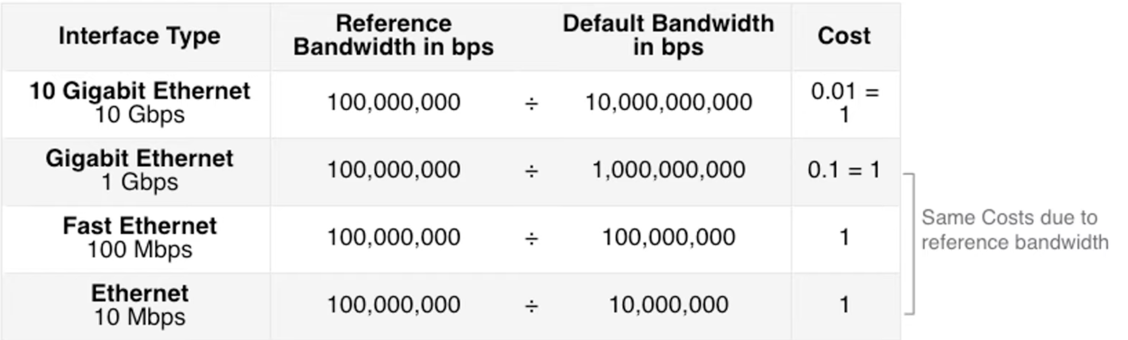 Interface Type
Reference
Bandwidth in bps
Default Bandwidth
in bps
Cost
10 Gigabit Ethernet
10 Gbps
100,000,000 ÷ 10,000,000,000
0.01 =
1
Gigabit Ethernet
1 Gbps
100,000,000 ÷ 1,000,000,000
0.1 = 1
Fast Ethernet
100 Mbps
100,000,000 ÷ 100,000,000
1
Ethernet
10 Mbps
100,000,000 ÷ 10,000,000
1
Same Costs due to
reference bandwidth